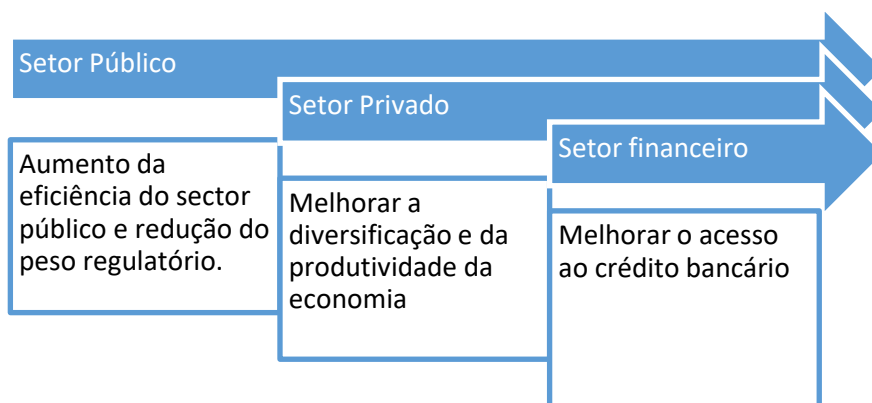 Setor Público
Aumento da
eficiência do sector
público e redução do
peso regulatório.
Setor Privado
Melhorar a
diversificação e da
produtividade da
economia
Setor financeiro
Melhorar o acesso
ao crédito bancário